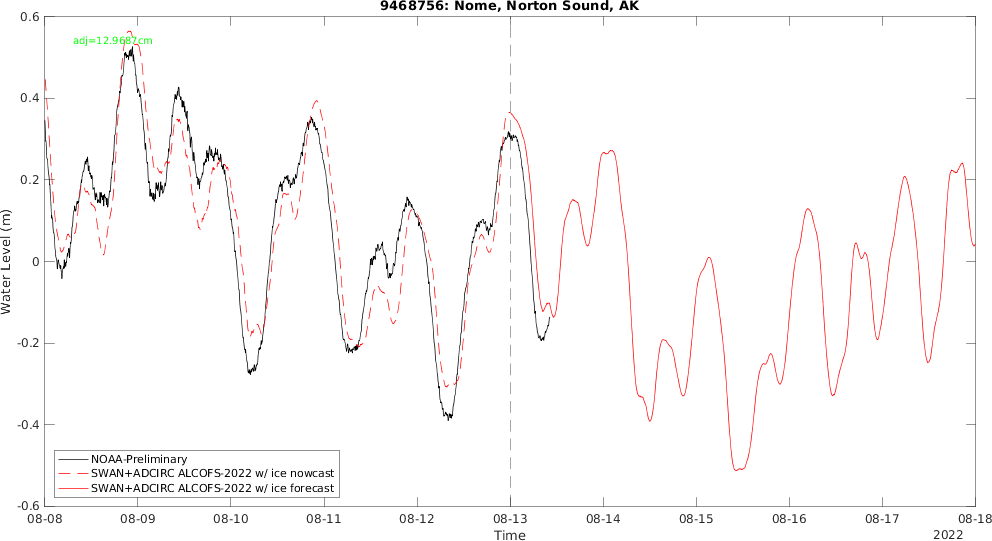 9468756: Nome, Norton Sound, AK
adj=12.9687cm
0.6
0.4
0.2
0
-0.2
-0.4
-0.6
Water Level (m)
NOAA-Preliminary
SWAN+ADCIRC ALCOFS-2022 w/ ice nowcast
SWAN+ADCIRC ALCOFS-2022 w/ ice forecast
08-08 08-09 08-10 08-11 08-12 08-13 08-14 08-15 08-16 08-17 08-18
Time
2022